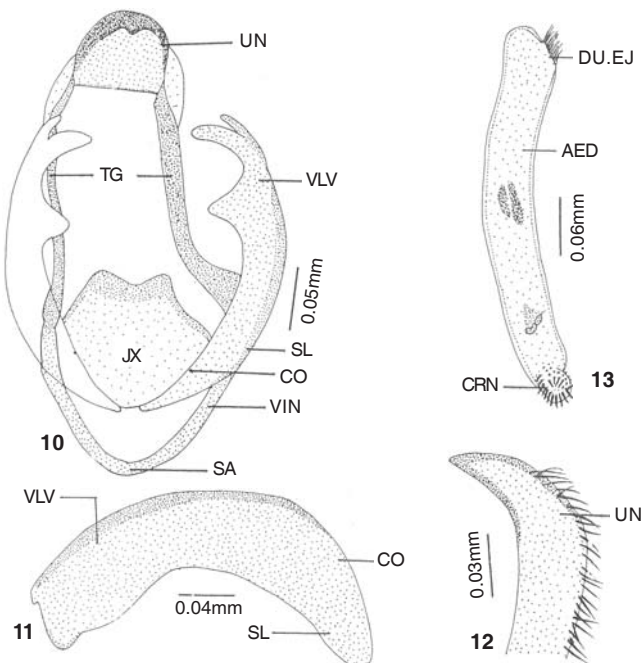 UN
TG
VLV
0.05mm
JX
SL
CO
VIN
10
SA
DU.EJ
AED
0.06mm
CRN
13
VLV
CO
0.04mm
11
SL
UN
0.03mm
12